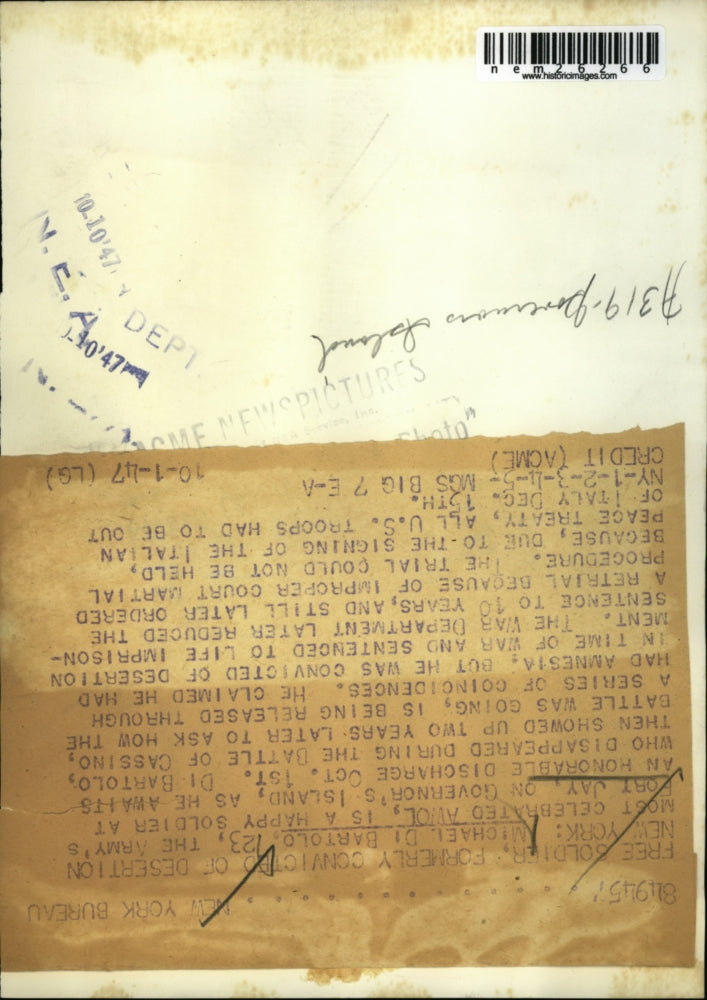 nem26266
www.historicimages.com
10-10'47
N. E. A.
DEPT.
10'47
A319-Governors Island
ACME NEWSPICTURES
Service, Inc.
Photo"
849457 . . . . . . . . . . . . NEW YORK BUREAU
FREE SOLDIER, FORMERLY CONVICTED OF DESERTION
NEW YORK: MICHAEL DI BARTOLO, 23, THE ARMY'S
MOST CELEBRATED AWOL, IS A HAPPY SOLDIER AT
FORT JAY, ON GOVERNOR'S ISLAND, AS HE AWAITS
AN HONORABLE DISCHARGE OCT. 1ST. DI BARTOLO,
WHO DISAPPEARED DURING THE BATTLE OF CASSINO,
THEN SHOWED UP TWO YEARS LATER TO ASK HOW THE
BATTLE WAS GOING, IS BEING RELEASED THROUGH
A SERIES OF COINCIDENCES. HE CLAIMED HE HAD
HAD AMNESIA, BUT HE WAS CONVICTED OF DESERTION
IN TIME OF WAR AND SENTENCED TO LIFE IMPRISON-
MENT. THE WAR DEPARTMENT LATER REDUCED THE
SENTENCE TO 10 YEARS, AND STILL LATER ORDERED
A RETRIAL BECAUSE OF IMPROPER COURT MARTIAL
PROCEDURE. THE TRIAL COULD NOT BE HELD,
BECAUSE, DUE TO THE SIGNING OF THE ITALIAN
PEACE TREATY, ALL U.S. TROOPS HAD TO BE OUT
OF ITALY DEC. 15TH.
NY-1-2-3-4-5- MGS BIG 7 E-A
CREDIT (ACME) 10-1-47 (LG)